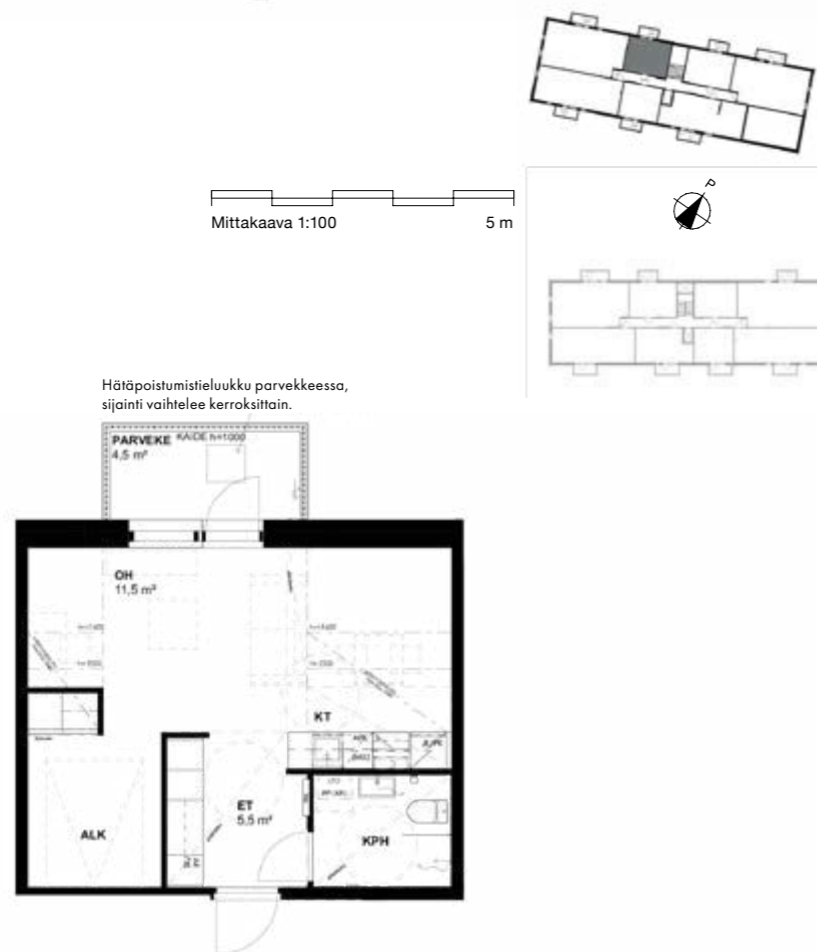 P
Mittakaava 1:100 5 m
Hätäpoistumistieluukku parvekkeessa,
sijainti vaihtelee kerroksittain.
PARVEKE KAIDE h=1000
4,5 m²
OH
11,5 m²
KT
ET
5,5 m²
ALK
KPH